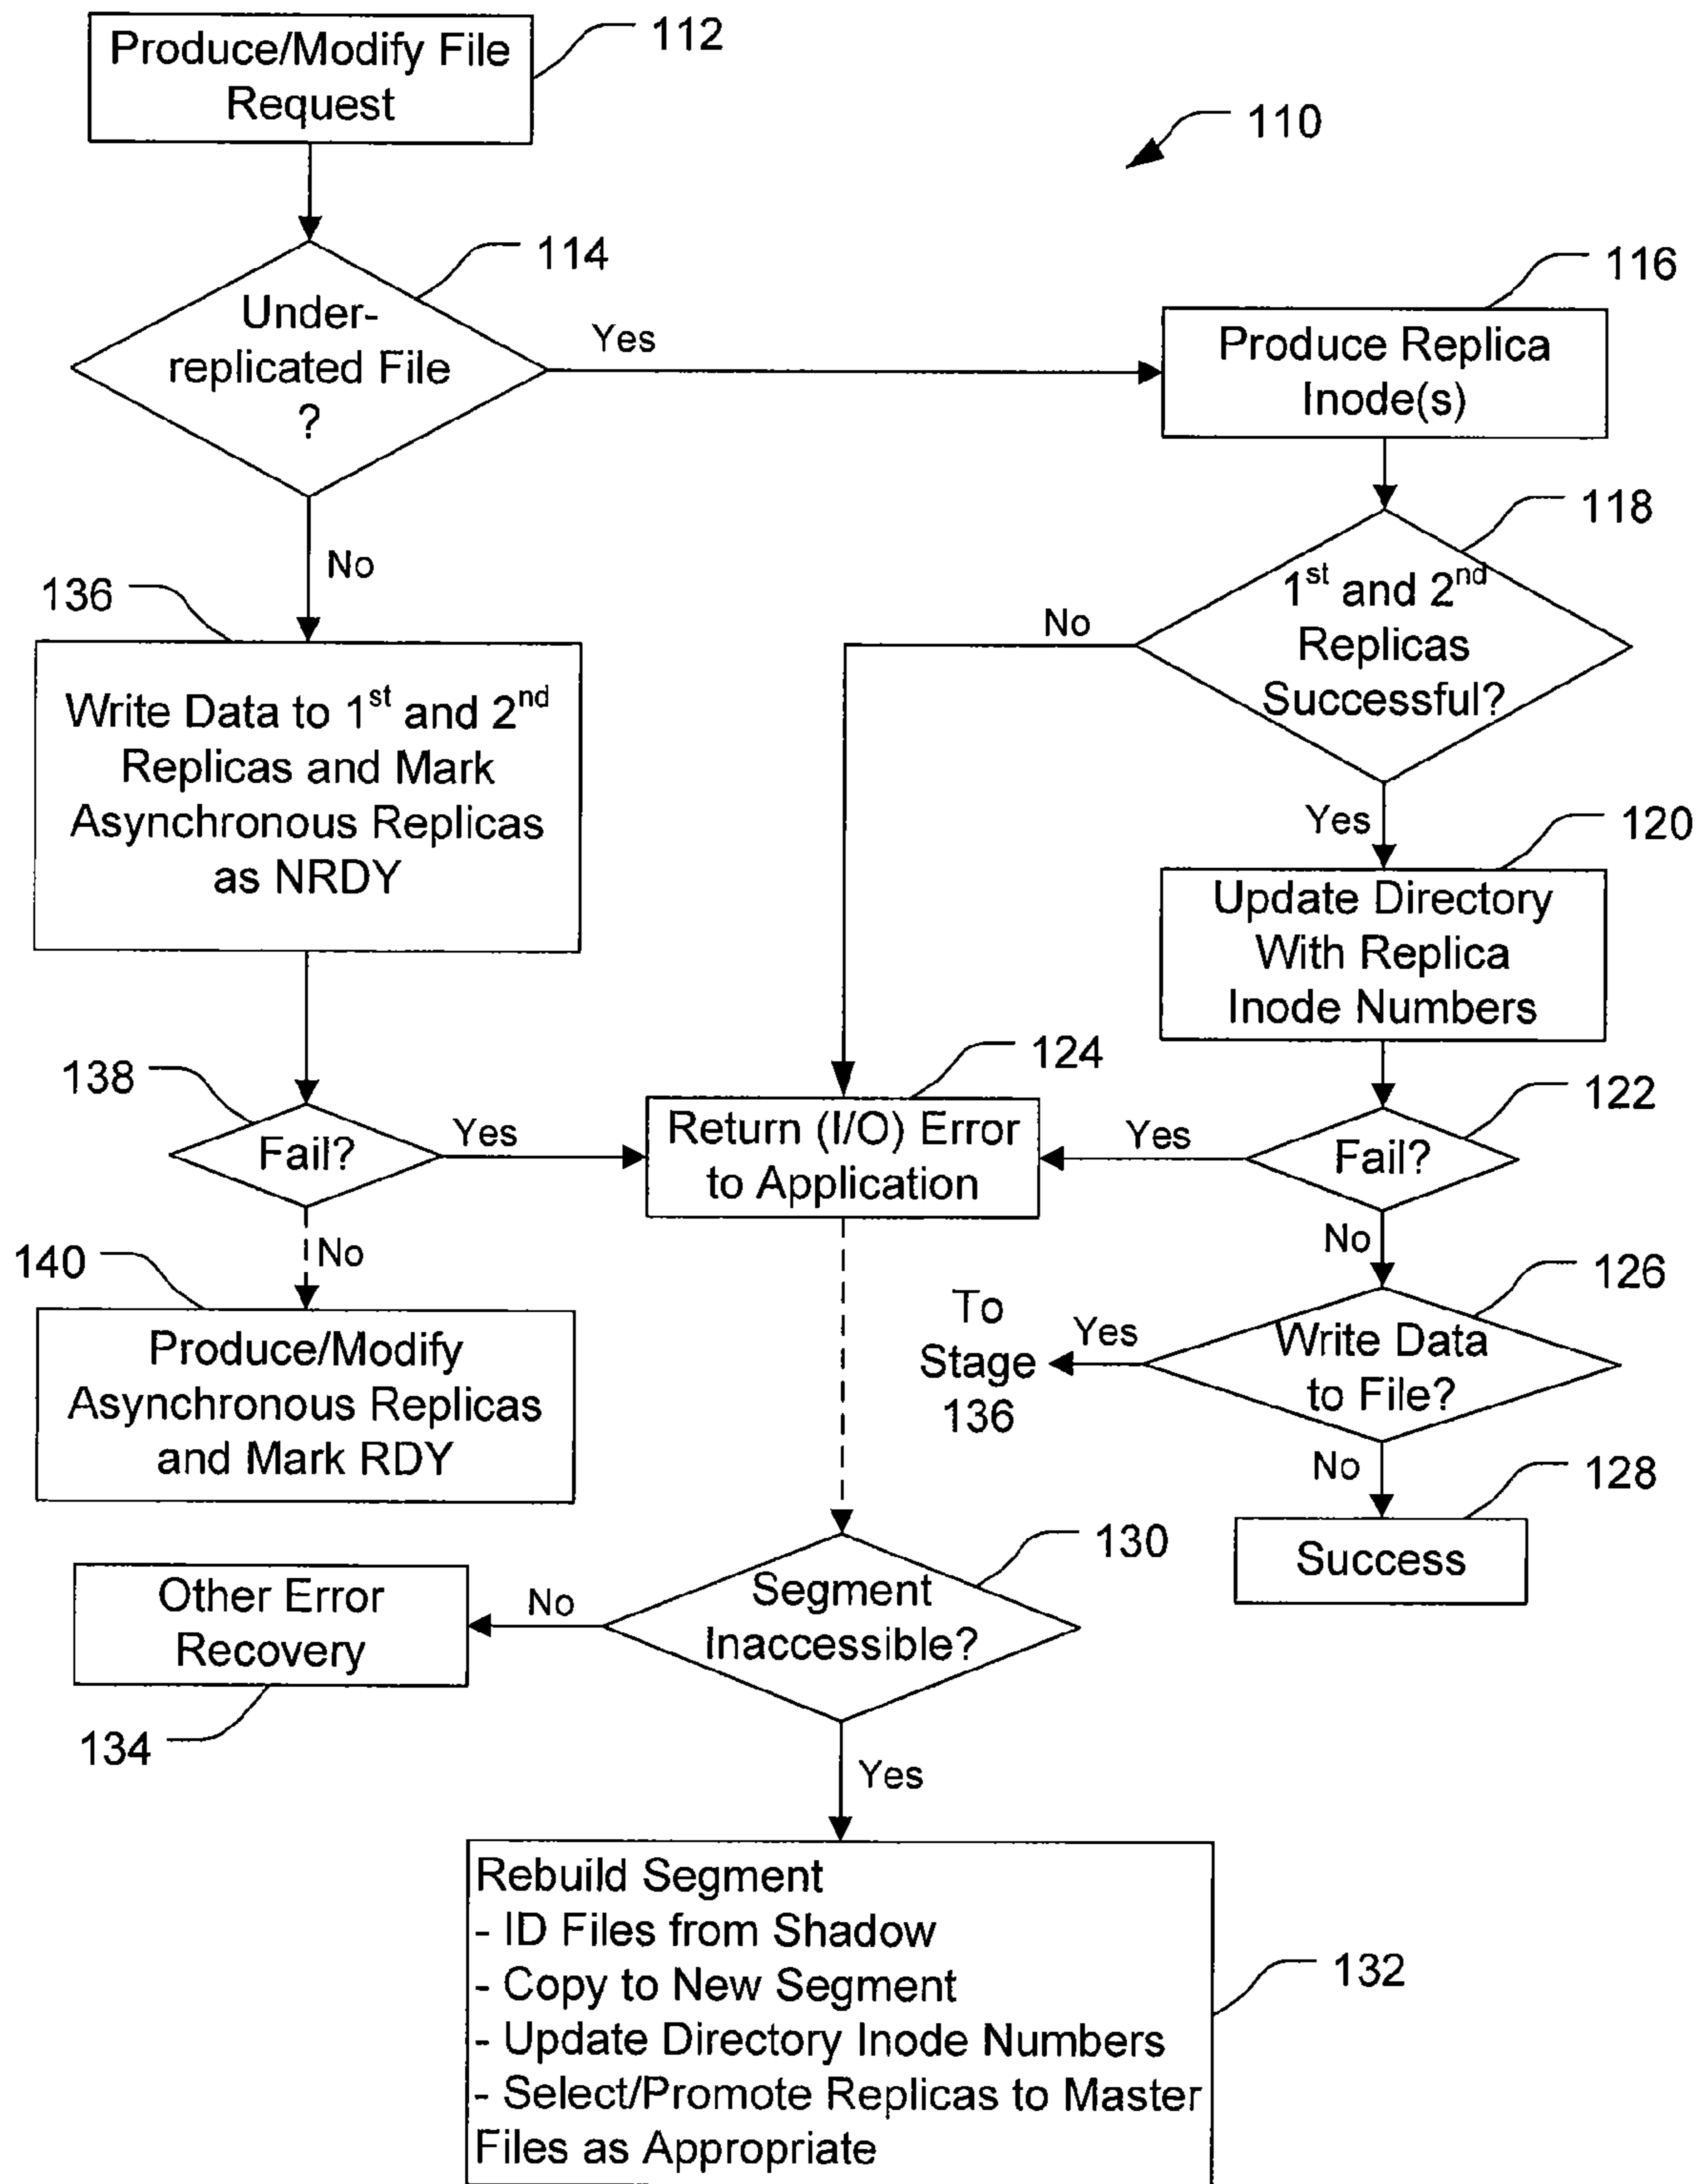 Produce/Modify File
Request
112
110
Under-
replicated File
?
114
Yes
No
Produce Replica
Inode(s)
116
1st and 2nd
Replicas
Successful?
118
No
Yes
136
Write Data to 1st and 2nd
Replicas and Mark
Asynchronous Replicas
as NRDY
Update Directory
With Replica
Inode Numbers
120
138
Fail?
Yes
No
Return (I/O) Error
to Application
124
Fail?
122
Yes
No
140
Produce/Modify
Asynchronous Replicas
and Mark RDY
To
Stage
136
Yes
Write Data
to File?
126
No
Success
128
Segment
Inaccessible?
130
No
Other Error
Recovery
134
Yes
Rebuild Segment
- ID Files from Shadow
- Copy to New Segment
- Update Directory Inode Numbers
- Select/Promote Replicas to Master
Files as Appropriate
132